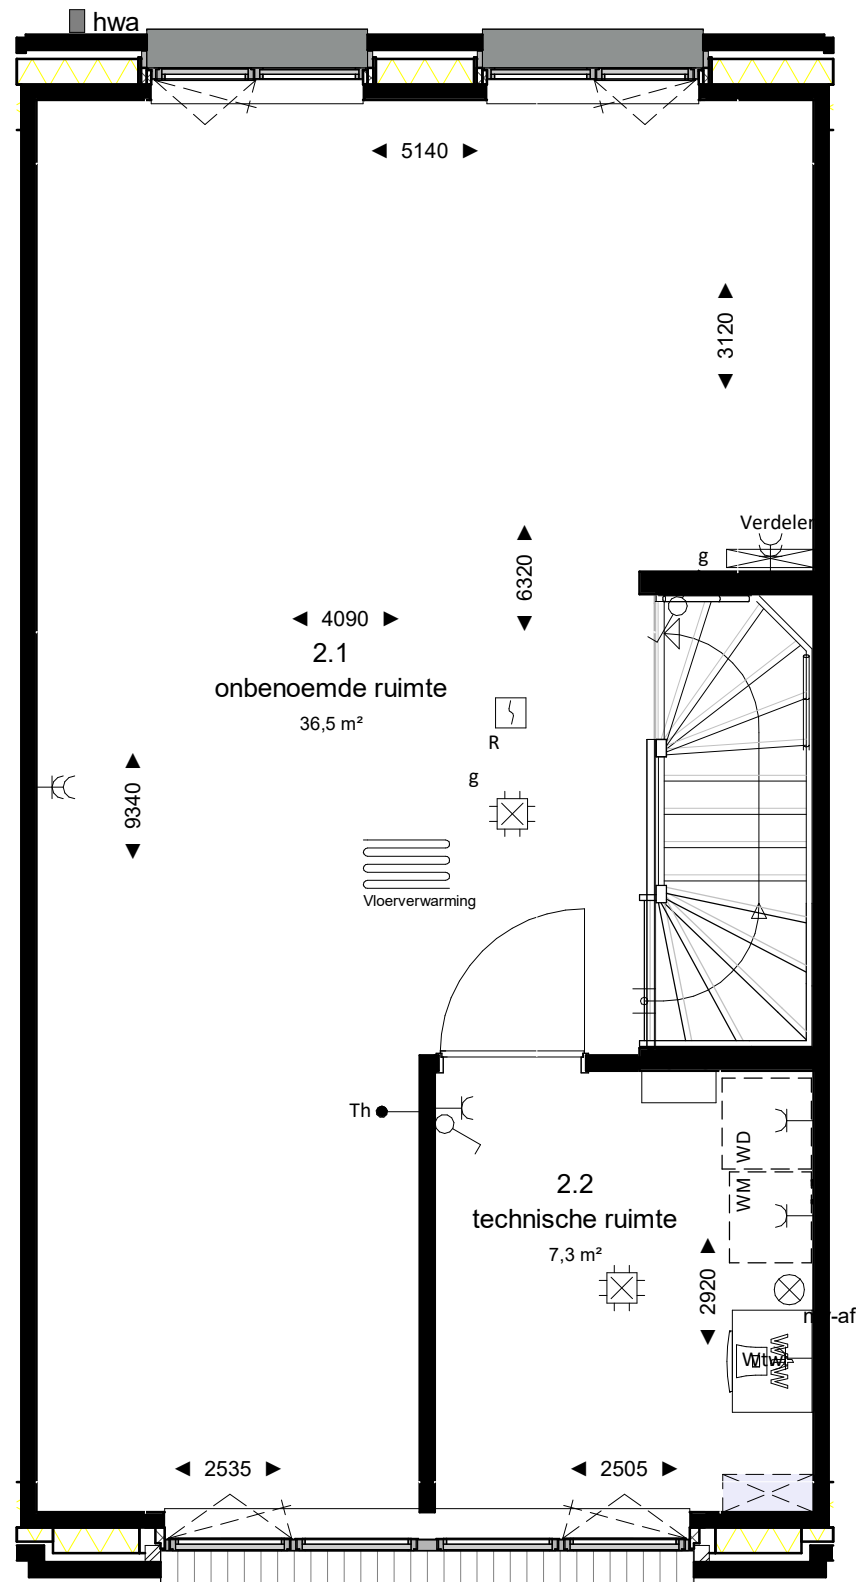 hwa
5140
3120
Verdeler
g
6320
4090
2.1
onbenoemde ruimte
36,5 m²
R
g
9340
Vloerverwarming
Th
WD
WM
2.2
technische ruimte
7,3 m²
2920
2535
2505